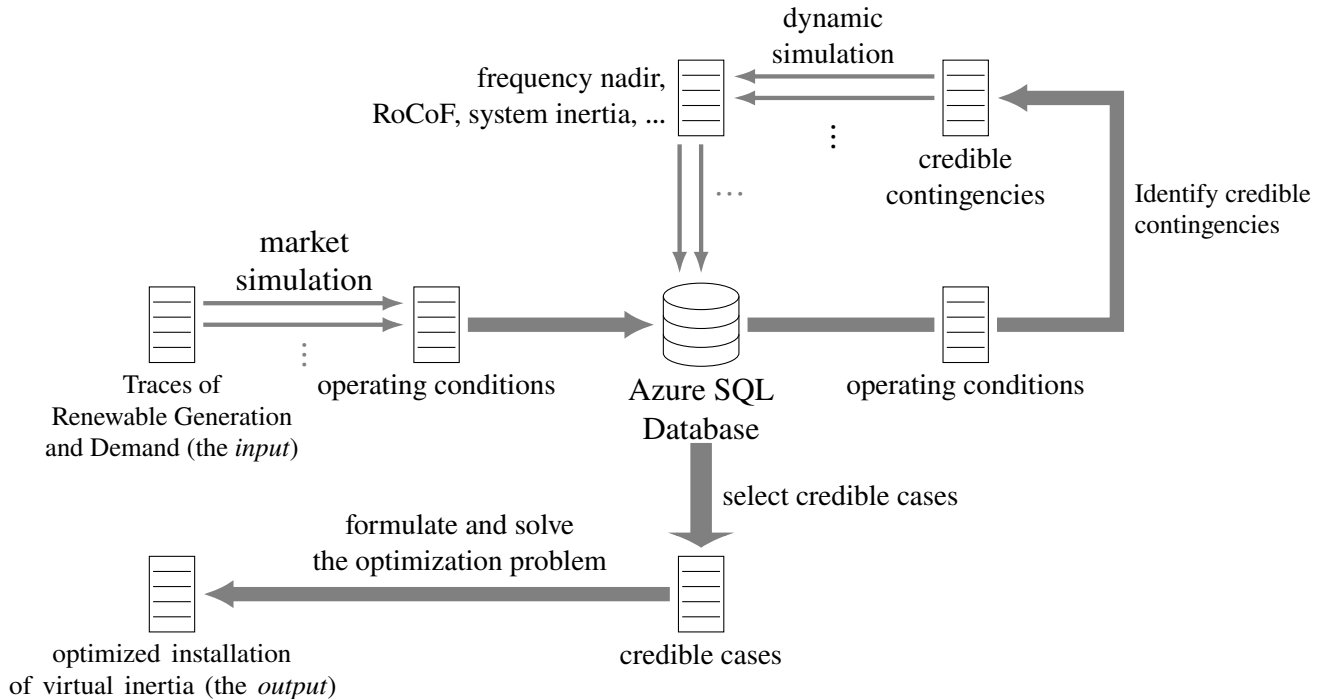 dynamic
simulation
frequency nadir,
RoCoF, system inertia, ...
...
credible
contingencies
...
Identify credible
contingencies
market
simulation
...
Traces of
Renewable Generation
and Demand (the input)
operating conditions
Azure SQL
Database
operating conditions
select credible cases
formulate and solve
the optimization problem
optimized installation
of virtual inertia (the output)
credible cases